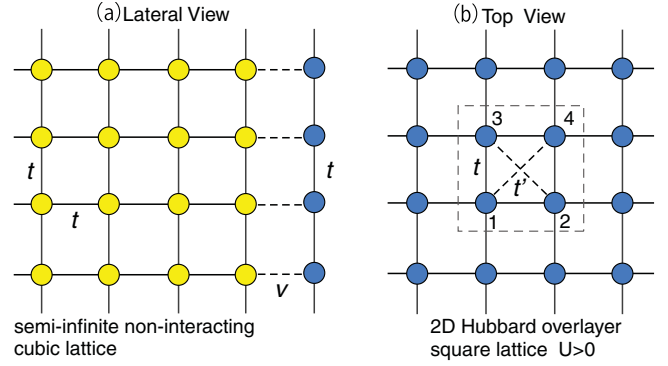 (a) Lateral View
(b) Top View
3 4
t t t t'
t
1 2
v
semi-infinite non-interacting
cubic lattice
2D Hubbard overlayer
square lattice U>0